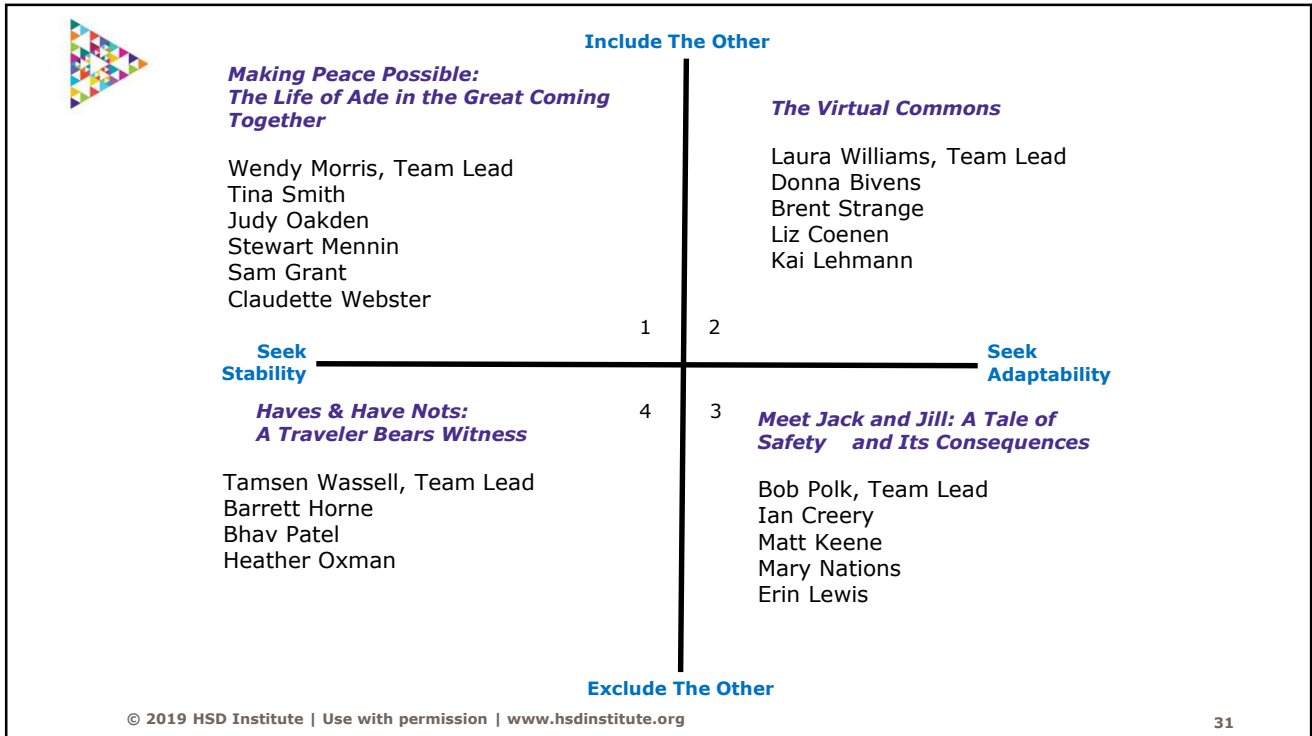 Include The Other
Making Peace Possible:
The Life of Ade in the Great Coming
Together
Wendy Morris, Team Lead
Tina Smith
Judy Oakden
Stewart Mennin
Sam Grant
Claudette Webster
The Virtual Commons
Laura Williams, Team Lead
Donna Bivens
Brent Strange
Liz Coenen
Kai Lehmann
1
2
Seek
Stability
Seek
Adaptability
Haves & Have Nots:
A Traveler Bears Witness
4
Tamsen Wassell, Team Lead
Barrett Horne
Bhav Patel
Heather Oxman
3
Meet Jack and Jill: A Tale of
Safety and Its Consequences
Bob Polk, Team Lead
Ian Creery
Matt Keene
Mary Nations
Erin Lewis
Exclude The Other
© 2019 HSD Institute | Use with permission | www.hsdinstitute.org
31